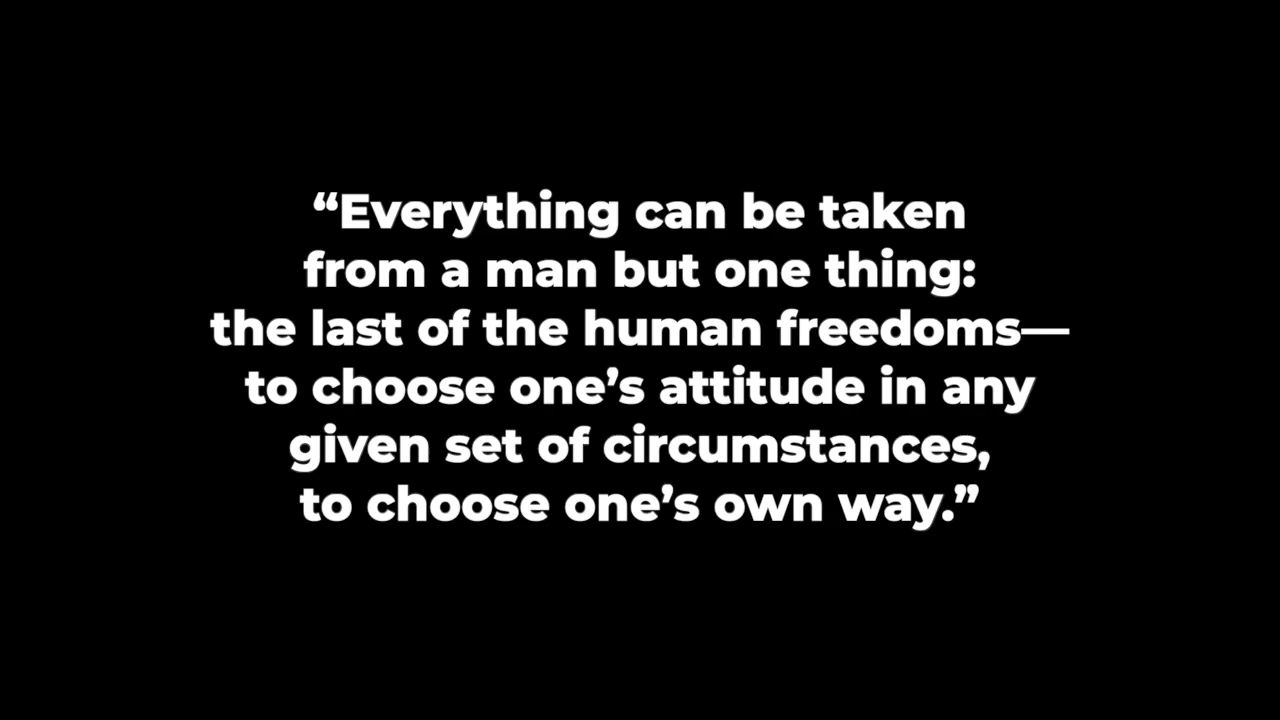 “Everything can be taken
from a man but one thing:
the last of the human freedoms—
to choose one’s attitude in any
given set of circumstances,
to choose one’s own way.”